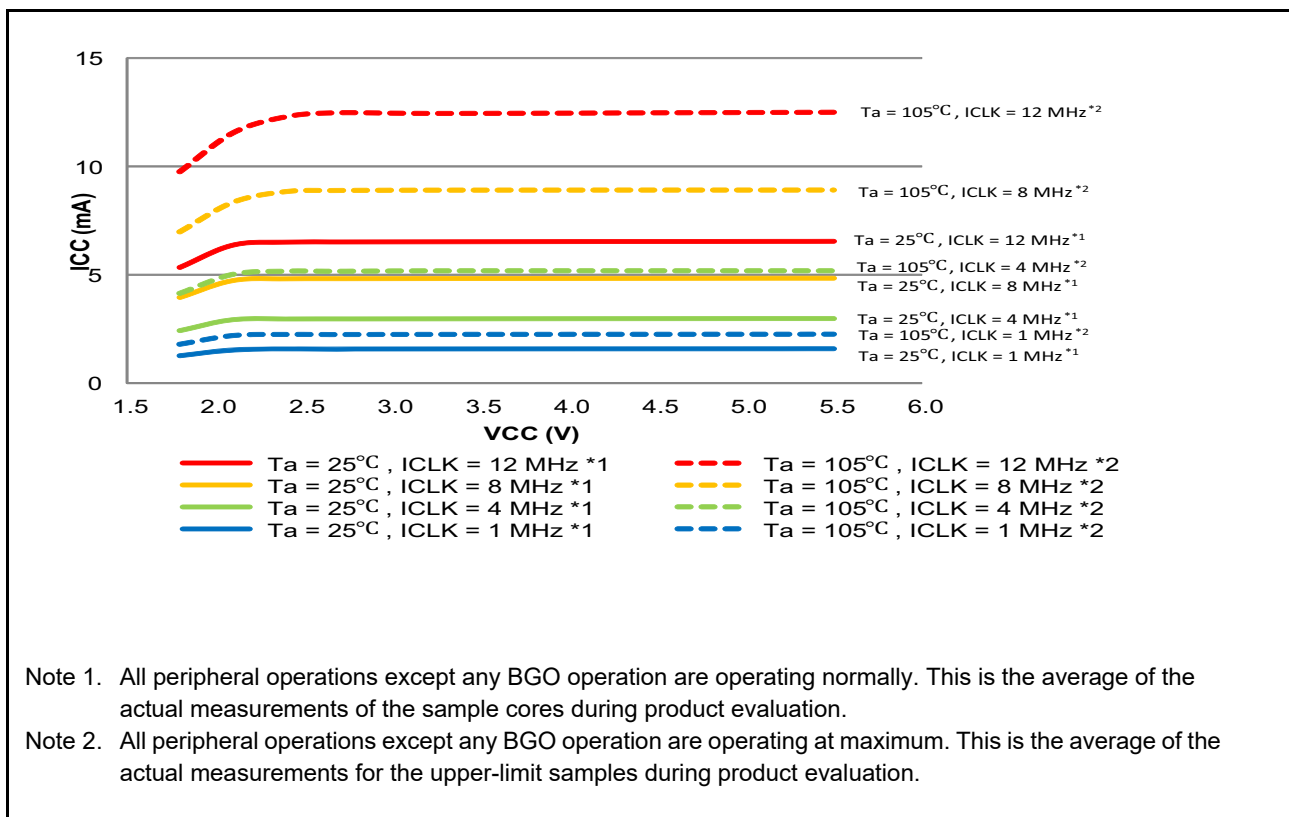 15
10
5
0
ICC (mA)
1.5 2.0 2.5 3.0 3.5 4.0 4.5 5.0 5.5 6.0
VCC (V)
Ta = 105℃ , ICLK = 12 MHz*2
Ta = 105℃ , ICLK = 8 MHz*2
Ta = 25℃ , ICLK = 12 MHz*1
Ta = 105℃ , ICLK = 4 MHz*2
Ta = 25℃ , ICLK = 8 MHz*1
Ta = 25℃ , ICLK = 4 MHz*1
Ta = 105℃ , ICLK = 1 MHz*2
Ta = 25℃ , ICLK = 1 MHz*1
Ta = 25℃ , ICLK = 12 MHz *1 Ta = 105℃ , ICLK = 12 MHz *2
Ta = 25℃ , ICLK = 8 MHz *1 Ta = 105℃ , ICLK = 8 MHz *2
Ta = 25℃ , ICLK = 4 MHz *1 Ta = 105℃ , ICLK = 4 MHz *2
Ta = 25℃ , ICLK = 1 MHz *1 Ta = 105℃ , ICLK = 1 MHz *2
Note 1. All peripheral operations except any BGO operation are operating normally. This is the average of the
actual measurements of the sample cores during product evaluation.
Note 2. All peripheral operations except any BGO operation are operating at maximum. This is the average of the
actual measurements for the upper-limit samples during product evaluation.